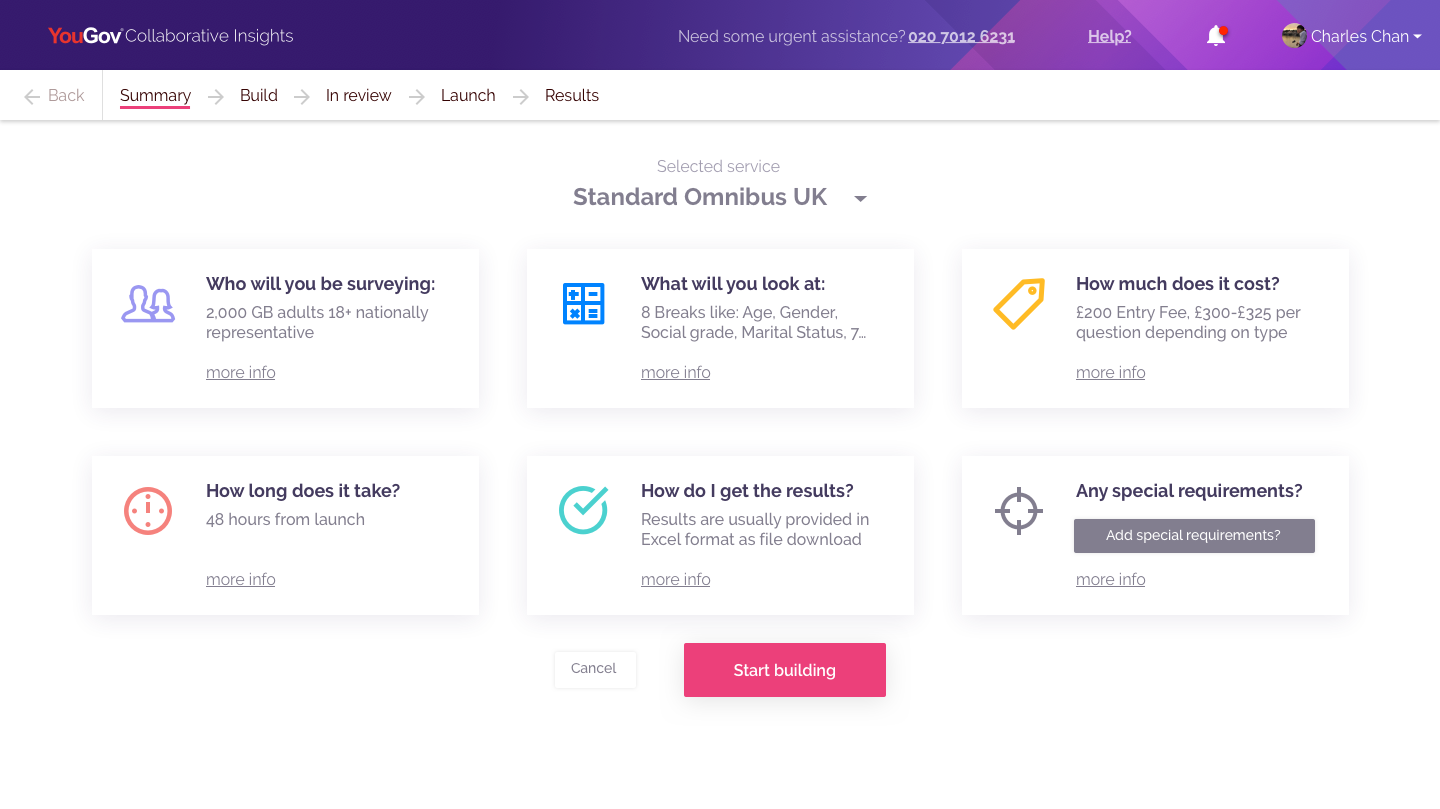 YouGov Collaborative Insights
Need some urgent assistance? 020 7012 6231
Help?
Charles Chan
Back
Summary
Build
In review
Launch
Results
Selected service
Standard Omnibus UK
Who will you be surveying:
2,000 GB adults 18+ nationally
representative
more info
What will you look at:
8 Breaks like: Age, Gender,
Social grade, Marital Status, 7...
more info
How much does it cost?
£200 Entry Fee, £300-£325 per
question depending on type
more info
How long does it take?
48 hours from launch
more info
How do I get the results?
Results are usually provided in
Excel format as file download
more info
Any special requirements?
Add special requirements?
more info
Cancel
Start building